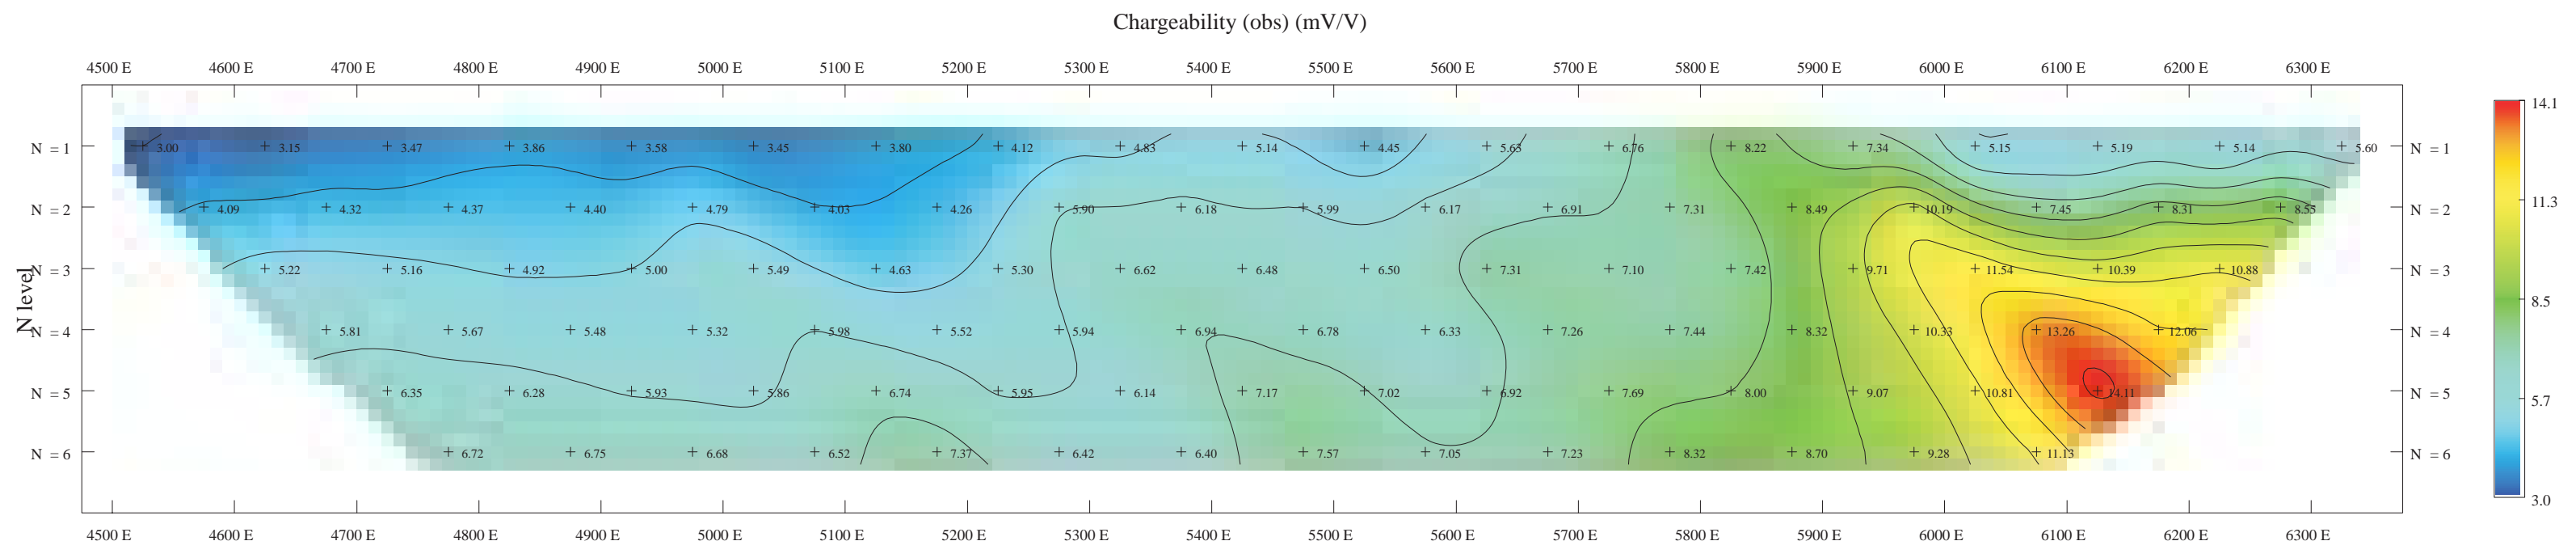 Chargeability (obs) (mV/V)
4500 E 4600 E 4700 E 4800 E 4900 E 5000 E 5100 E 5200 E 5300 E 5400 E 5500 E 5600 E 5700 E 5800 E 5900 E 6000 E 6100 E 6200 E 6300 E
14.1
N = 1 3.00 3.15 3.47 3.86 3.58 3.45 3.80 4.12 4.83 5.14 4.45 5.63 6.76 8.22 7.34 5.15 5.19 5.14 5.60 N = 1
11.3
N = 2 4.09 4.32 4.37 4.40 4.79 4.03 4.26 5.90 6.18 5.99 6.17 6.91 7.31 8.49 10.19 7.45 8.31 8.55 N = 2
N = 3 5.22 5.16 4.92 5.00 5.49 4.63 5.30 6.62 6.48 6.50 7.31 7.10 7.42 9.71 11.54 10.39 10.88 N = 3
N level
8.5
N = 4 5.81 5.67 5.48 5.32 5.98 5.52 5.94 6.94 6.78 6.33 7.26 7.44 8.32 10.33 13.26 12.06 N = 4
N = 5 6.35 6.28 5.93 5.86 6.74 5.95 6.14 7.17 7.02 6.92 7.69 8.00 9.07 10.81 14.11 N = 5
5.7
N = 6 6.72 6.75 6.68 6.52 7.37 6.42 6.40 7.57 7.05 7.23 8.32 8.70 9.28 11.13 N = 6
3.0
4500 E 4600 E 4700 E 4800 E 4900 E 5000 E 5100 E 5200 E 5300 E 5400 E 5500 E 5600 E 5700 E 5800 E 5900 E 6000 E 6100 E 6200 E 6300 E